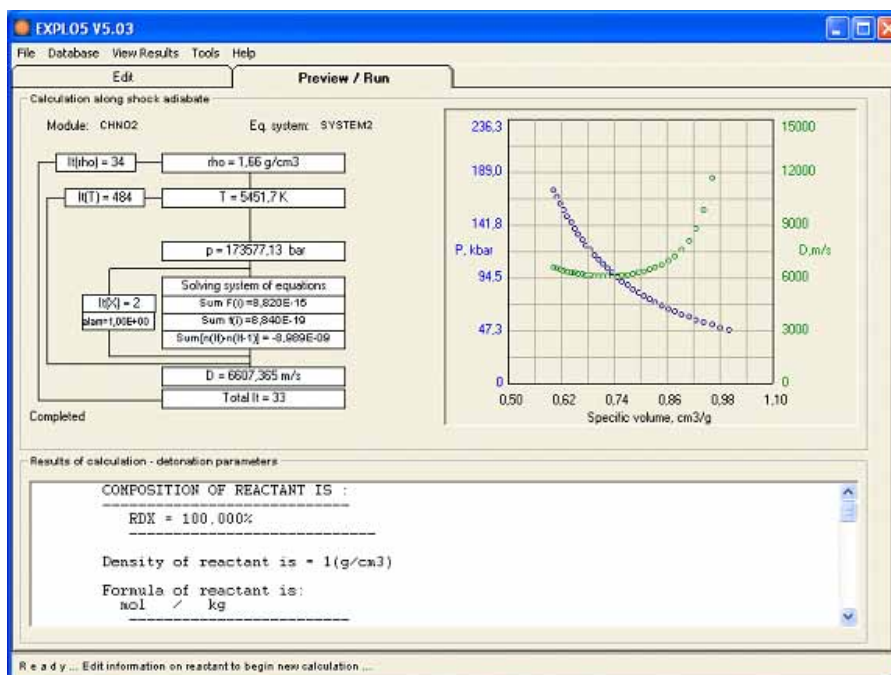 EXPLO5 V5.03
File Database View Results Tools Help
Edit Preview / Run
Calculation along shock adiabate
Module: CHNO2 Eq. system: SYSTEM2
It(rho) = 34 rho = 1,66 g/cm3
It(T) = 484 T = 5451,7 K
p = 173577,13 bar
Solving system of equations
It(X) = 2 Sum F(i) =8,820E-15
alam=1,00E+00 Sum f(i) =8,840E-19
Sum[n(It)-n(It-1)] = -8,989E-09
D = 6607,365 m/s
Total It = 33
Completed
236,3 15000
189,0 12000
141,8 9000
P, kbar D,m/s
94,5 6000
47,3 3000
0 0
0,50 0,62 0,74 0,86 0,98 1,10
Specific volume, cm3/g
Results of calculation - detonation parameters
COMPOSITION OF REACTANT IS :
----------------------------
RDX = 100,000%
----------------------------
Density of reactant is = 1(g/cm3)
Formula of reactant is:
mol / kg
-------------------------
R e a d y ... Edit information on reactant to begin new calculation ...